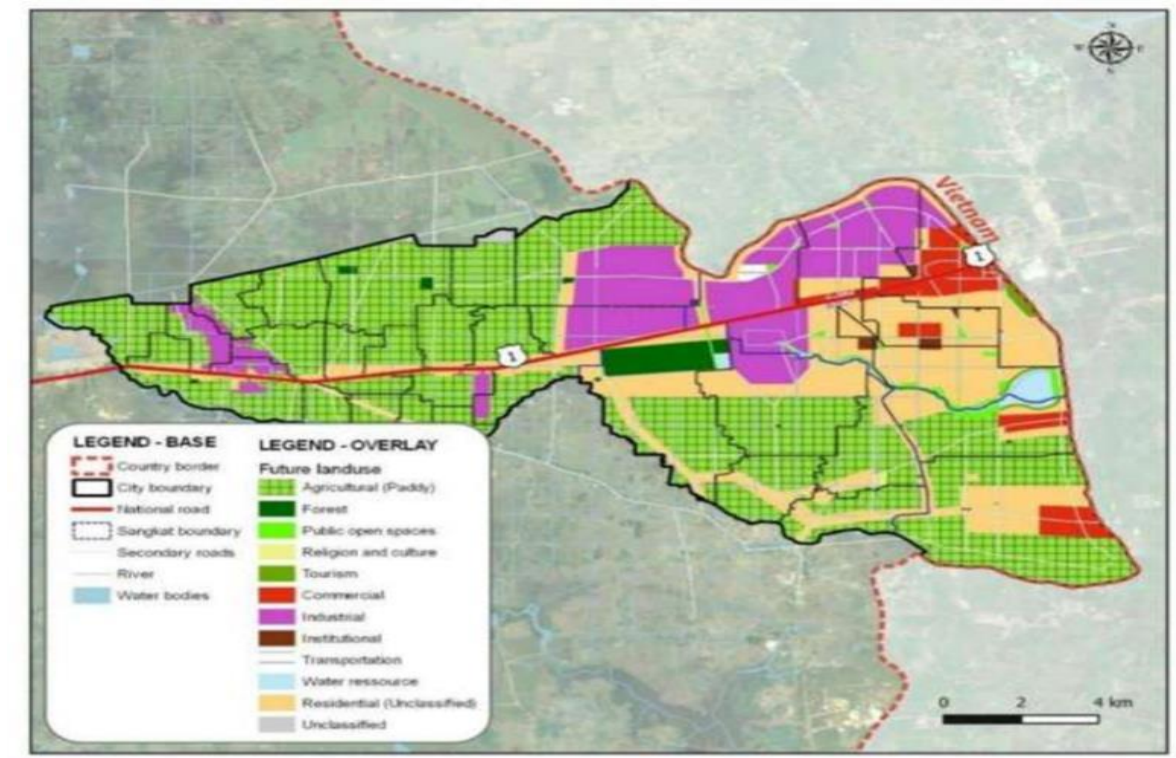 N
W E
S
Vietnam
1
1
LEGEND - BASE
Country border
City boundary
National road
Sangkat boundary
Secondary roads
River
Water bodies
LEGEND - OVERLAY
Future landuse
Agricultural (Paddy)
Forest
Public open spaces
Religion and culture
Tourism
Commercial
Industrial
Institutional
Transportation
Water ressource
Residential (Unclassified)
Unclassified
0 2 4 km